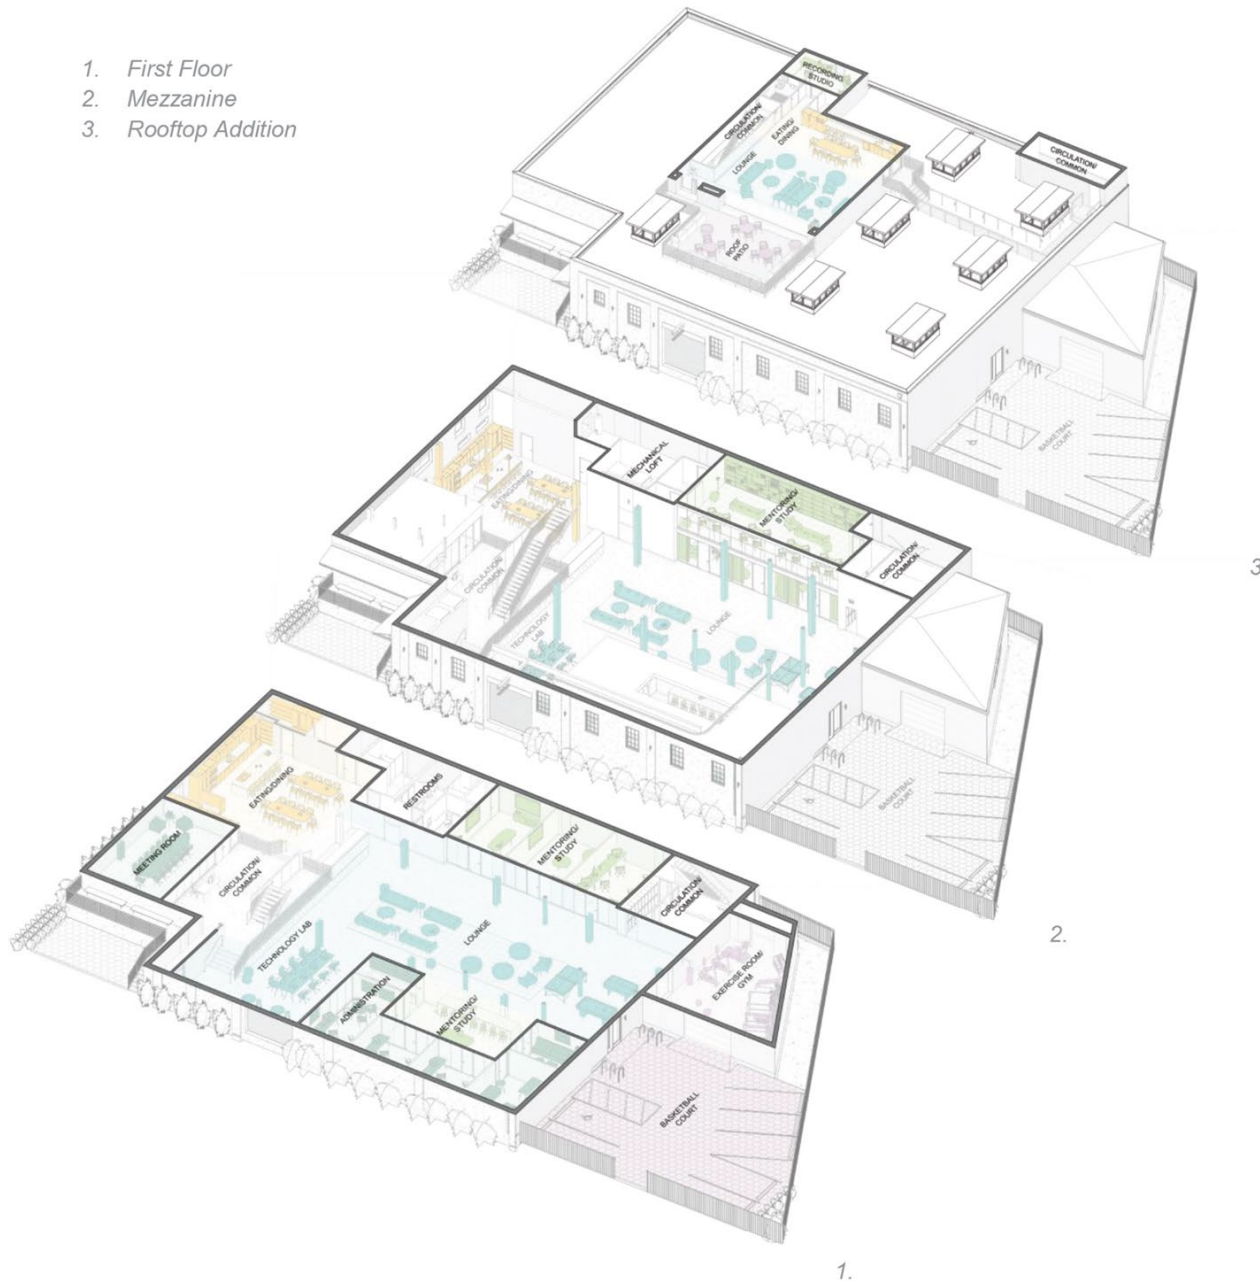 1. First Floor
2. Mezzanine
3. Rooftop Addition
RECORDING
STUDIO
CIRCULATION/
COMMON
EATING/
DINING
LOUNGE
CIRCULATION/
COMMON
ROOF
PATIO
BASKETBALL
COURT
3
MECHANICAL
LOFT
EATING/DINING
MENTORING/
STUDY
CIRCULATION/
COMMON
CIRCULATION
COMMON
TECHNOLOGY
LAB
LOUNGE
BASKETBALL
COURT
2.
EATING/DINING
RESTROOMS
MEETING ROOM
MENTORING/
STUDY
CIRCULATION/
COMMON
CIRCULATION/
COMMON
LOUNGE
TECHNOLOGY LAB
EXERCISE ROOM/
GYM
ADMINISTRATION
MENTORING/
STUDY
BASKETBALL
COURT
1.